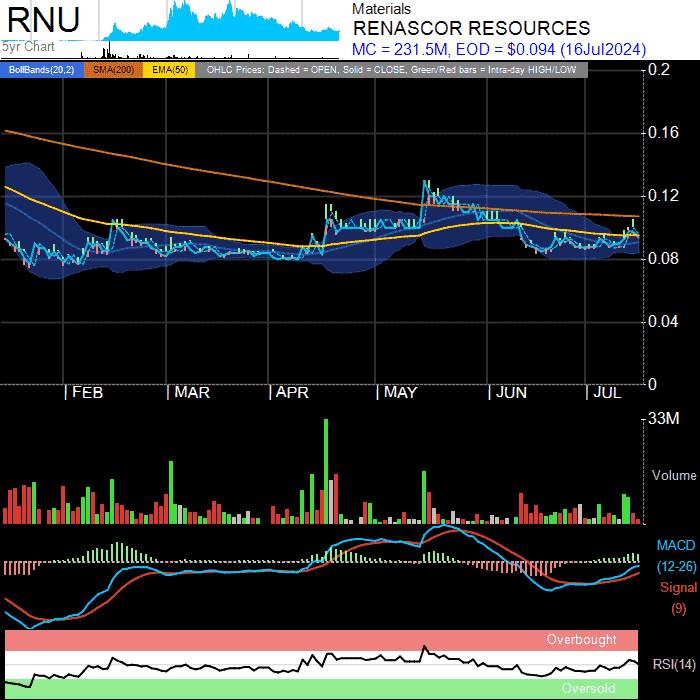 RNU
5yr Chart
Materials
RENASCOR RESOURCES
MC = 231.5M, EOD = $0.094 (16Jul2024)
BollBands(20,2) SMA(200) EMA(50) OHLC Prices: Dashed = OPEN, Solid = CLOSE, Green/Red bars = Intra-day HIGH/LOW
0.2
0.16
0.12
0.08
0.04
0
FEB MAR APR MAY JUN JUL
33M
Volume
MACD
(12-26)
Signal
(9)
Overbought
RSI(14)
Oversold